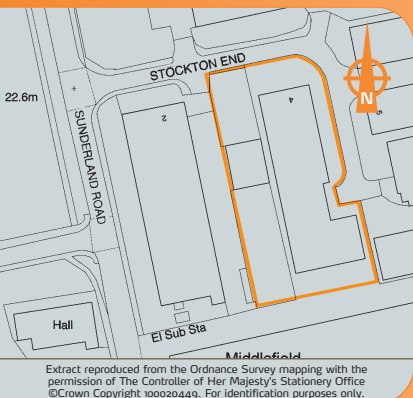 STOCKTON END
22.6m
N
4
2
5
SUNDERLAND ROAD
Hall
El Sub Sta
Middlefield
Extract reproduced from the Ordnance Survey mapping with the
permission of The Controller of Her Majesty's Stationery Office
©Crown Copyright 100020449. For identification purposes only.